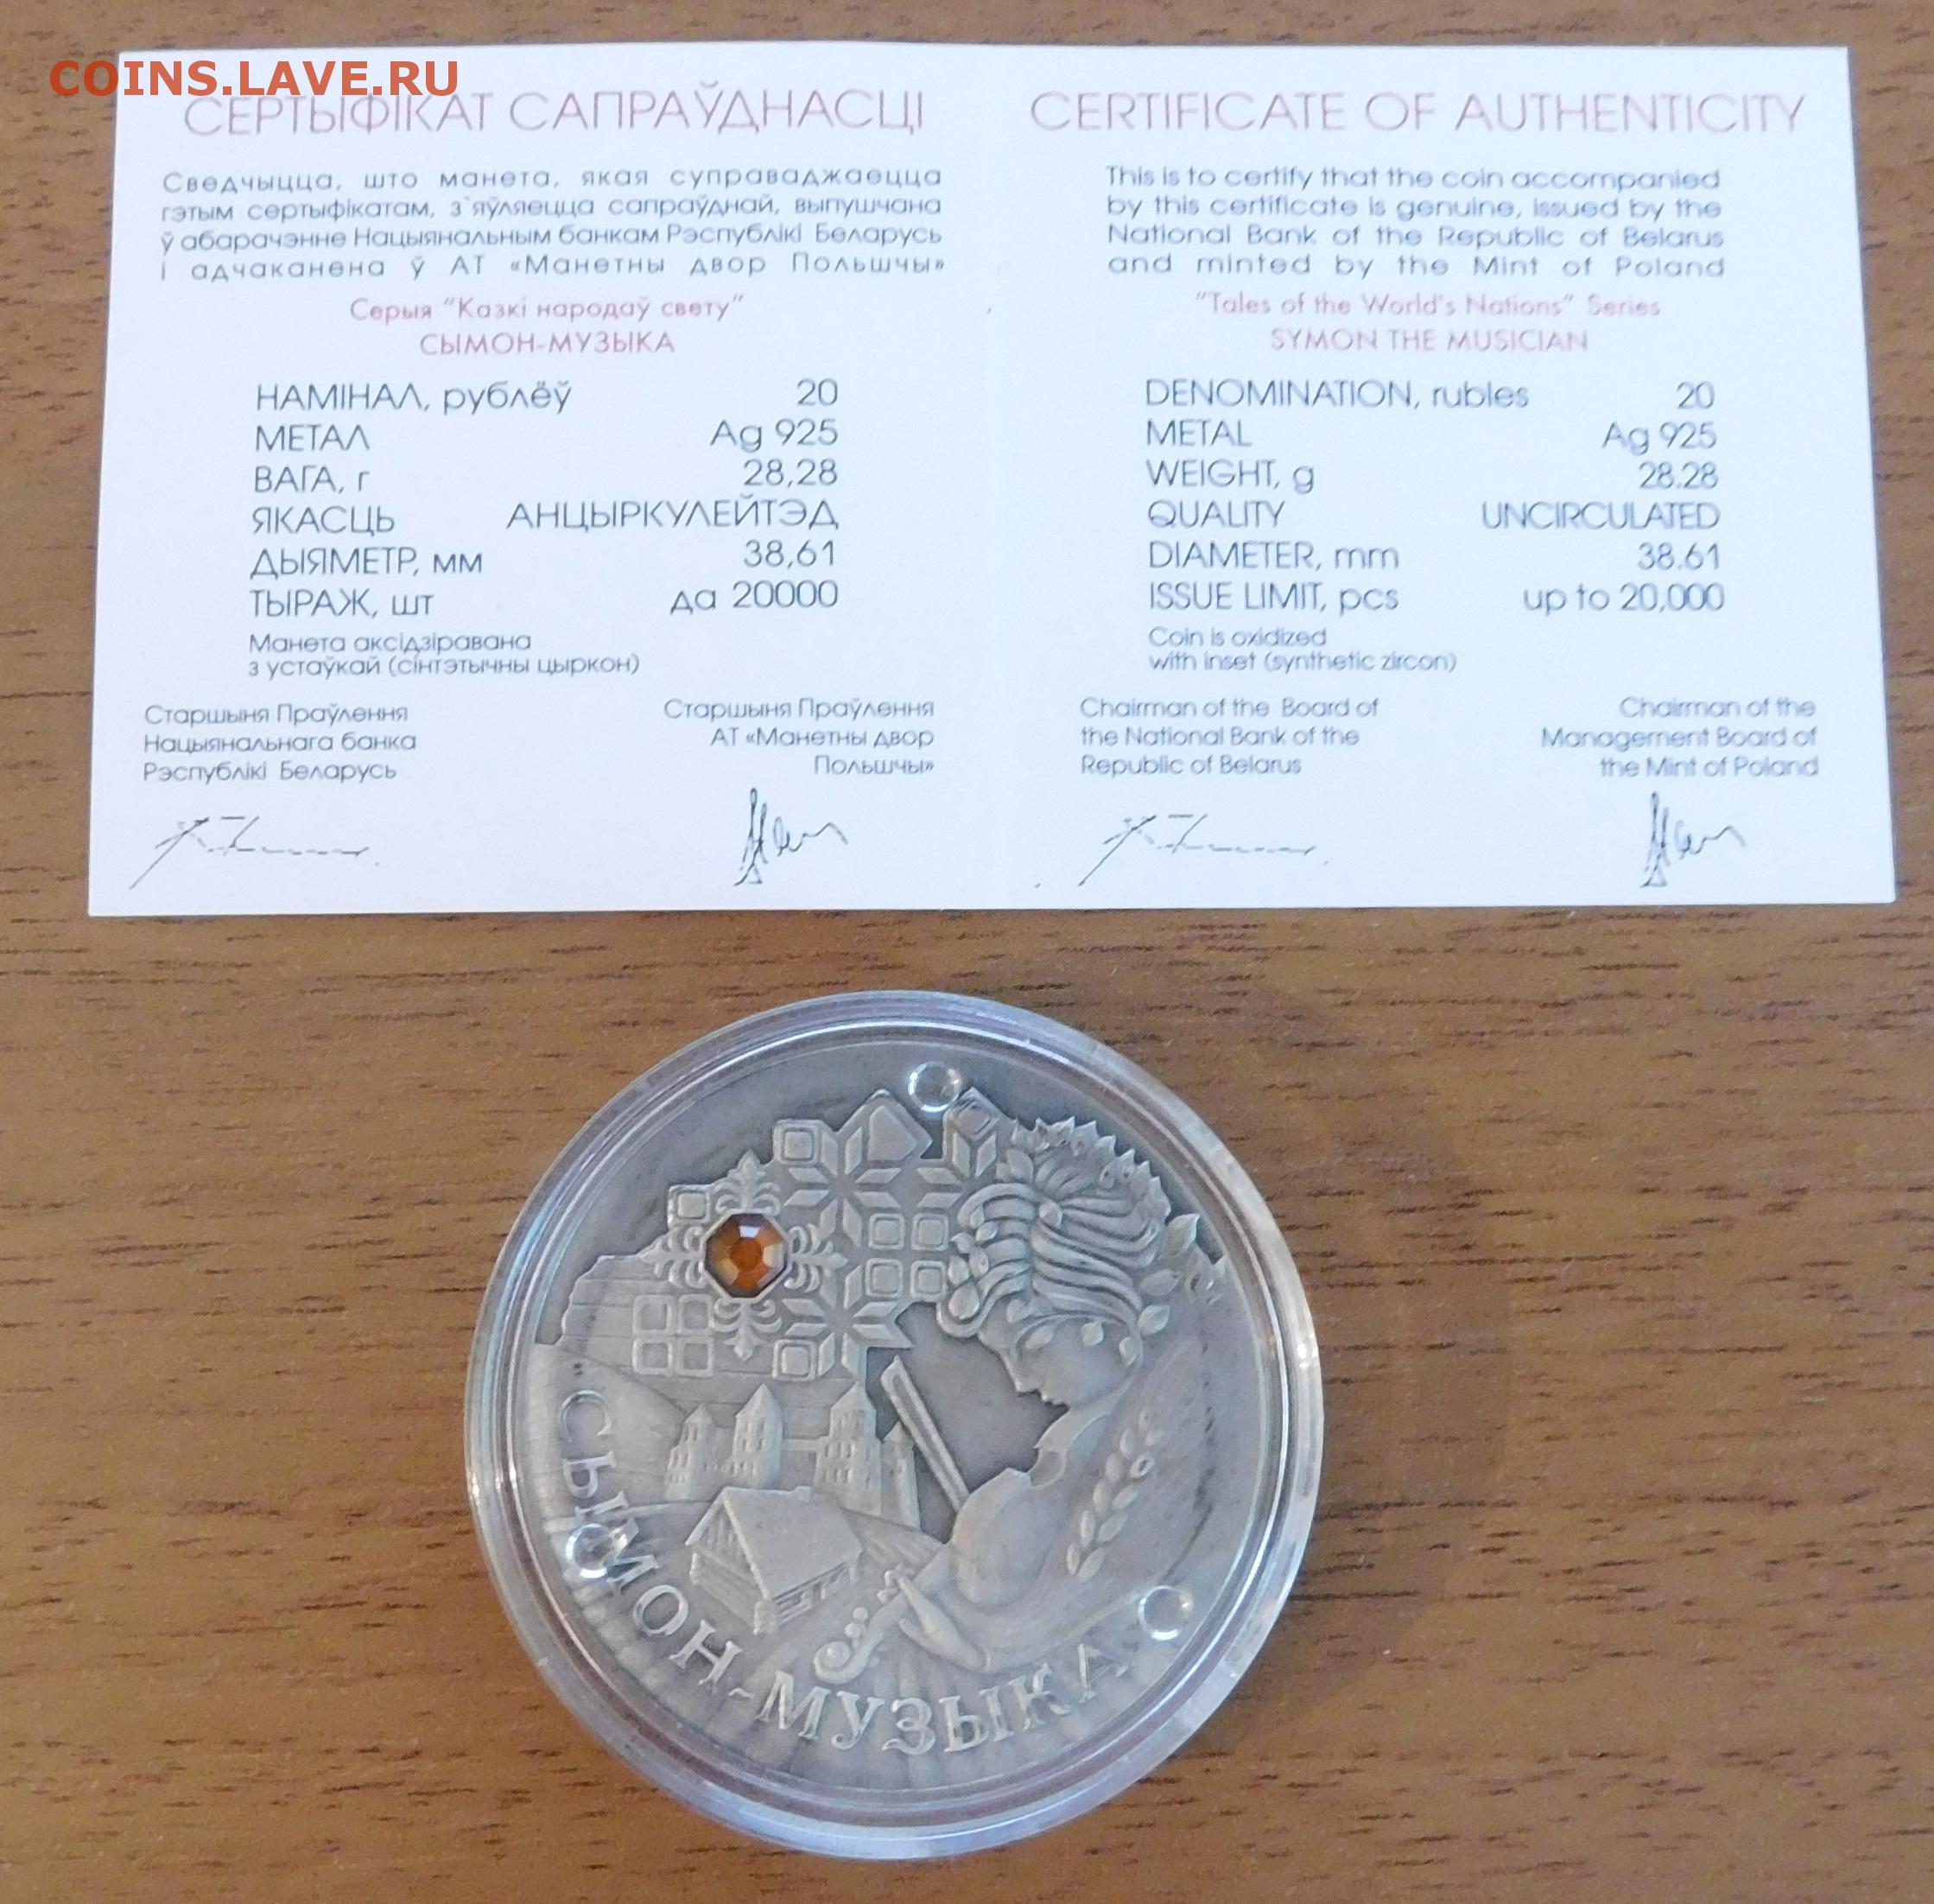 COINS.LAVE.RU
СЕРТЫФІКАТ САПРАЎДНАСЦІ
Сведчыцца, што манета, якая суправаджаецца
гэтым сертыфікатам, з`яўляецца сапраўднай, выпушчана
ў абарачэнне Нацыянальным банкам Рэспублікі Беларусь
і адчаканена ў АТ «Манетны двор Польшчы»
Серыя "Казкі народаў свету"
СЫМОН-МУЗЫКА
НАМІНАЛ, рублёў 20
МЕТАЛ Ag 925
ВАГА, г 28,28
ЯКАСЦЬ АНЦЫРКУЛЕЙТЭД
ДЫЯМЕТР, мм 38,61
ТЫРАЖ, шт да 20000
Манета аксідзіравана
з устаўкай (сінтэтычны цыркон)
Старшыня Праўлення
Нацыянальнага банка
Рэспублікі Беларусь
Старшыня Праўлення
АТ «Манетны двор
Польшчы»
CERTIFICATE OF AUTHENTICITY
This is to certify that the coin accompanied
by this certificate is genuine, issued by the
National Bank of the Republic of Belarus
and minted by the Mint of Poland
"Tales of the World's Nations" Series
SYMON THE MUSICIAN
DENOMINATION, rubles 20
METAL Ag 925
WEIGHT, g 28.28
QUALITY UNCIRCULATED
DIAMETER, mm 38.61
ISSUE LIMIT, pcs up to 20,000
Coin is oxidized
with inset (synthetic zircon)
Chairman of the Board of
the National Bank of the
Republic of Belarus
Chairman of the
Management Board of
the Mint of Poland
СЫМОН-МУЗЫКА